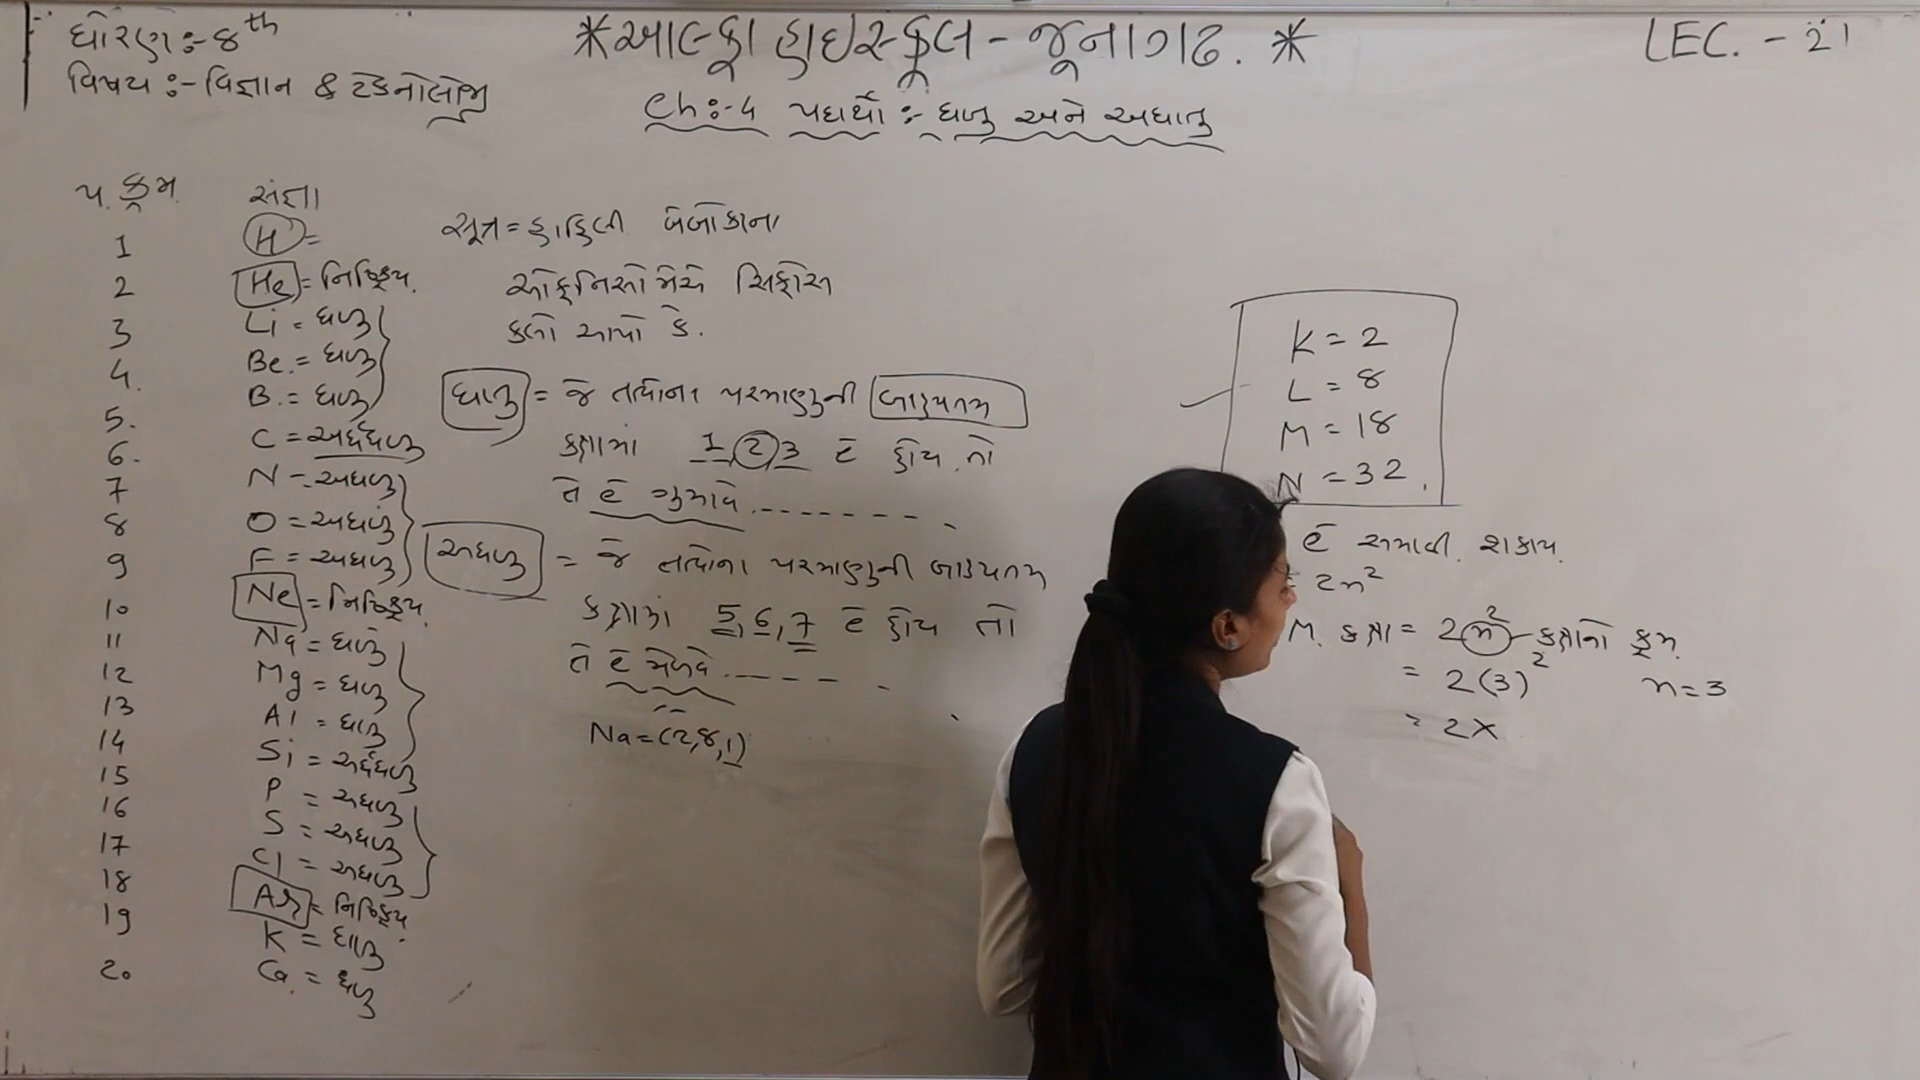 ધોરણ :- 8th
વિષય :- વિજ્ઞાન & ટેકનોલોજી
*આલ્ફા હાઇસ્કૂલ - જૂનાગઢ. *
LEC. - 21
Ch :- 4 પદાર્થો :- ધાતુ અને અધાતુ
પ. ક્રમ સંજ્ઞા
1 H =
2 He = નિષ્ક્રિય.
3 Li = ધાતુ
4. Be. = ધાતુ
5. B. = ધાતુ
6. C = અર્ધધાતુ
7 N - અધાતુ
8 O = અધાતુ
9 F = અધાતુ
10 Ne = નિષ્ક્રિય
11 Na = ધાતુ
12 Mg = ધાતુ
13 Al = ધાતુ
14 Si = અર્ધધાતુ
15 P = અધાતુ
16 S = અધાતુ
17 Cl = અધાતુ
18 Ar = નિષ્ક્રિય.
19 K = ધાતુ
20 Ca. = ધાતુ
સૂત્ર = હાહિલી બેબોકાના
ઓફનિસો મેએ સિફોસ
કલો આપો કે.
ધાતુ = જે તત્વોના પરમાણુની બાહ્યતમ
કક્ષામાં 1, 2, 3 e હોય તો
તે e ગુમાવે
અધાતુ = જે તત્વોના પરમાણુની બાહ્યતમ
કક્ષામાં 5, 6, 7 e હોય તો
તે e મેળવે
Na = (2,8,1)
K = 2
L = 8
M = 18
N = 32.
e સમાવી શકાય.
= 2n²
M. કક્ષા = 2n² - કક્ષાનો ક્રમ
= 2(3)² n = 3
= 2×